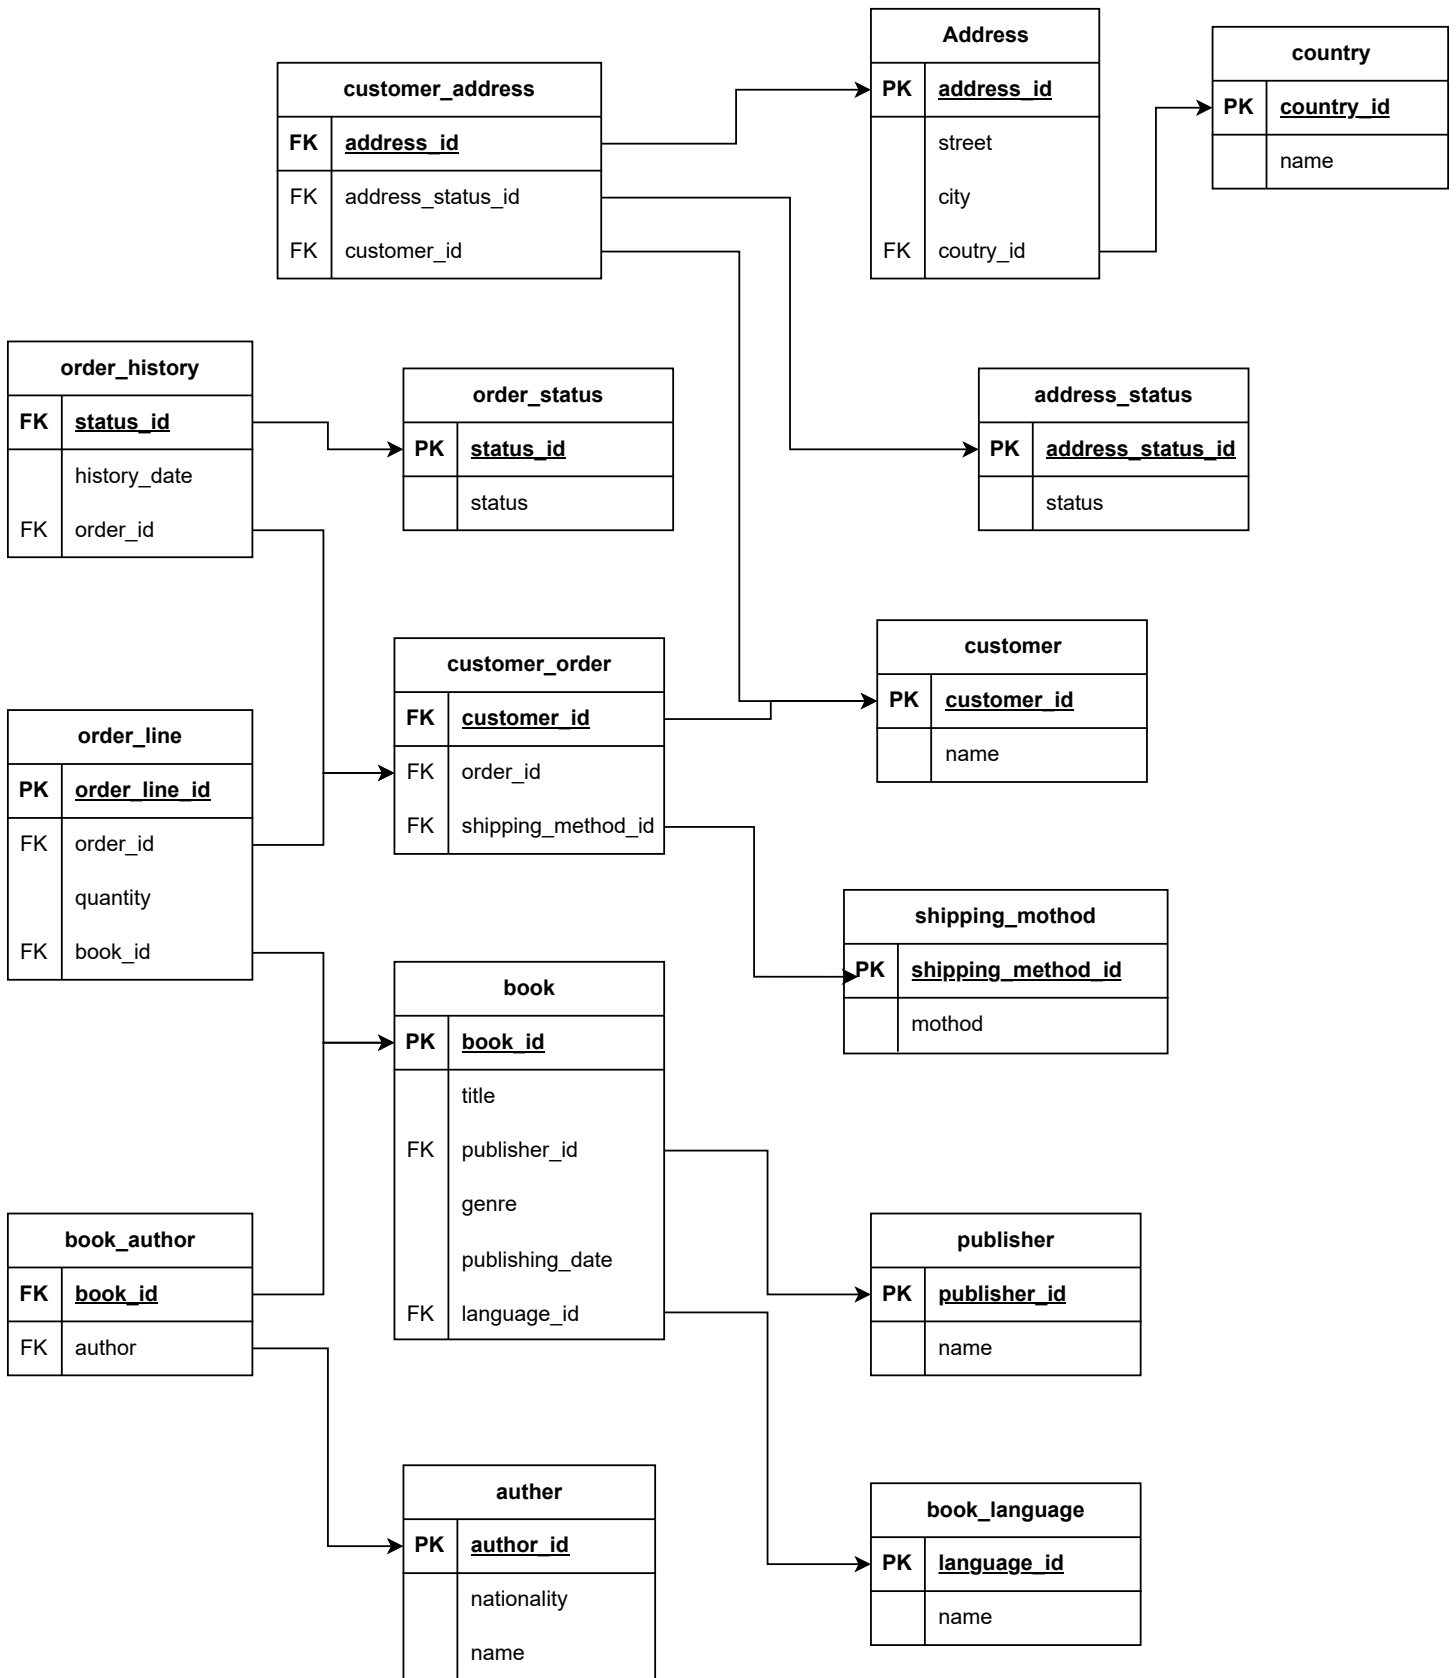 customer_address
FK address_id
FK address_status_id
FK customer_id
Address
PK address_id
street
city
FK coutry_id
country
PK country_id
name
order_history
FK status_id
history_date
FK order_id
order_status
PK status_id
status
address_status
PK address_status_id
status
customer_order
FK customer_id
FK order_id
FK shipping_method_id
customer
PK customer_id
name
order_line
PK order_line_id
FK order_id
quantity
FK book_id
shipping_mothod
PK shipping_method_id
mothod
book
PK book_id
title
FK publisher_id
genre
publishing_date
FK language_id
book_author
FK book_id
FK author
publisher
PK publisher_id
name
auther
PK author_id
nationality
name
book_language
PK language_id
name